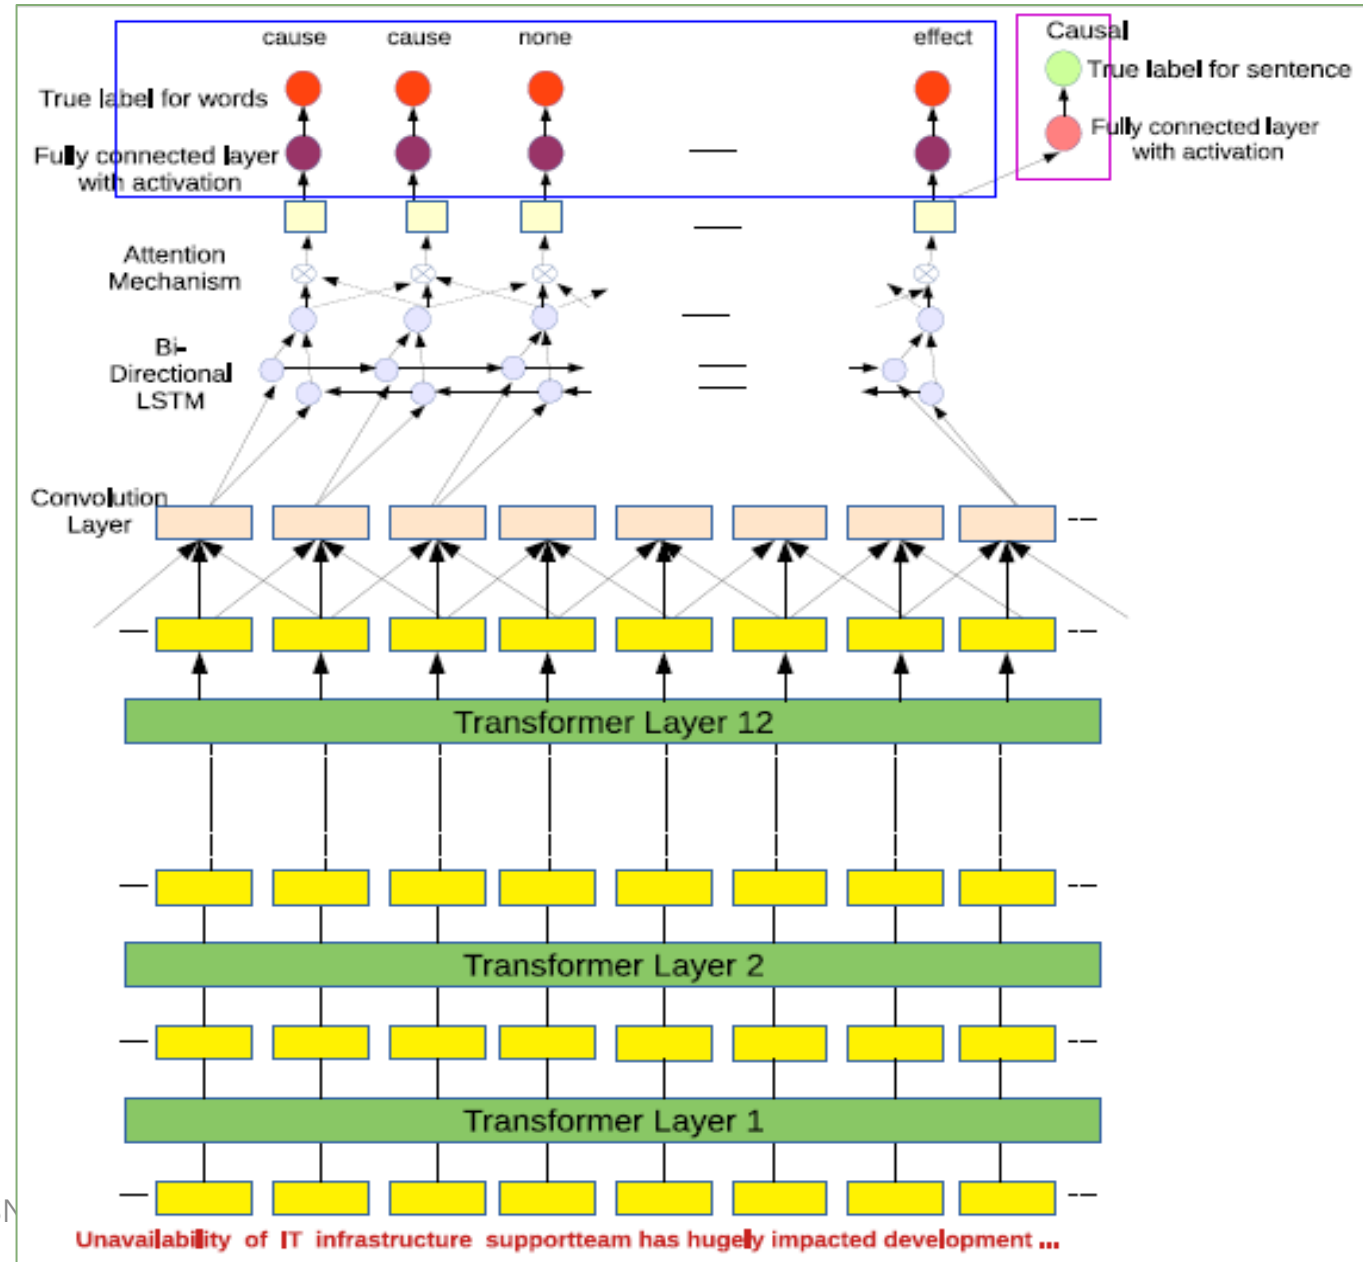 cause cause none effect
Causal
True label for words
True label for sentence
Fully connected layer
with activation
Fully connected layer
with activation
Attention
Mechanism
Bi-
Directional
LSTM
Convolution
Layer
Transformer Layer 12
Transformer Layer 2
Transformer Layer 1
Unavailability of IT infrastructure supportteam has hugely impacted development ...